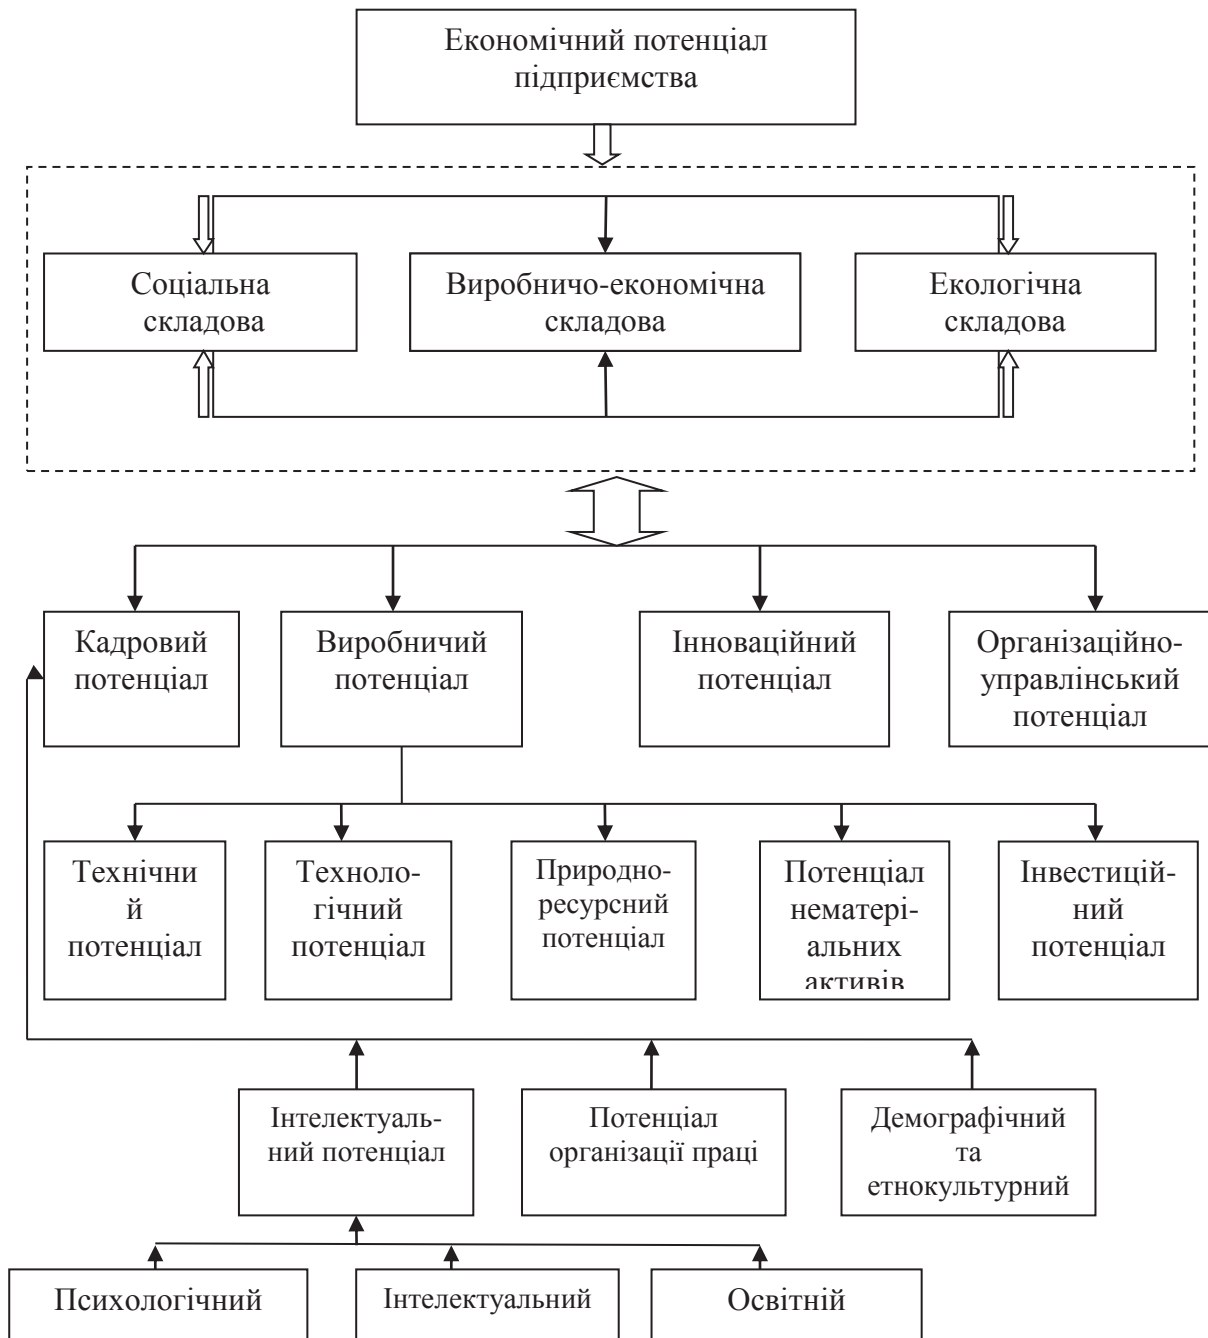 Економічний потенціал
підприємства
Соціальна
складова
Виробничо-економічна
складова
Екологічна
складова
Кадровий
потенціал
Виробничий
потенціал
Інноваційний
потенціал
Організаційно-
управлінський
потенціал
Технічни
й
потенціал
Техноло-
гічний
потенціал
Природно-
ресурсний
потенціал
Потенціал
нематері-
альних
активів
Інвестицій-
ний
потенціал
Інтелектуаль-
ний потенціал
Потенціал
організації праці
Демографічний
та
етнокультурний
Психологічний
Інтелектуальний
Освітній